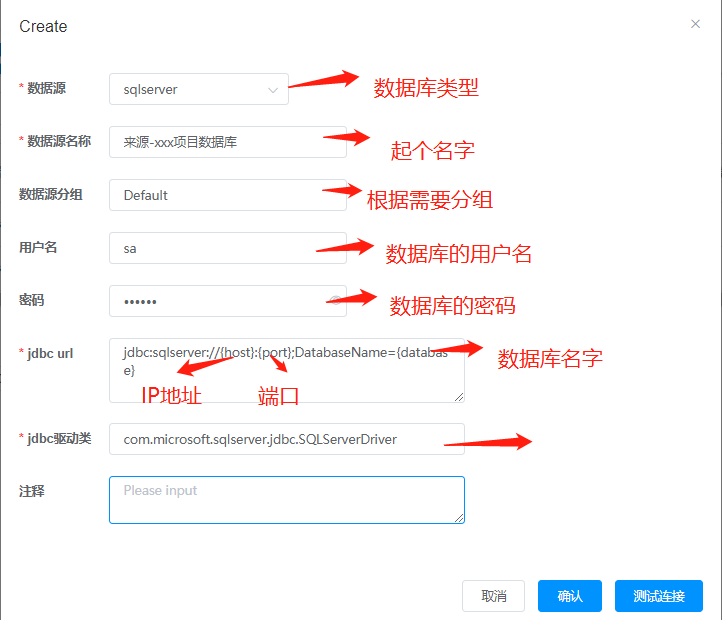 Create
* 数据源
sqlserver
数据库类型
* 数据源名称
来源-xxx项目数据库
起个名字
数据源分组
Default
根据需要分组
用户名
sa
数据库的用户名
密码
••••••
数据库的密码
* jdbc url
jdbc:sqlserver://{host}:{port};DatabaseName={databas
e}
数据库名字
IP地址
端口
* jdbc驱动类
com.microsoft.sqlserver.jdbc.SQLServerDriver
注释
Please input
取消
确认
测试连接